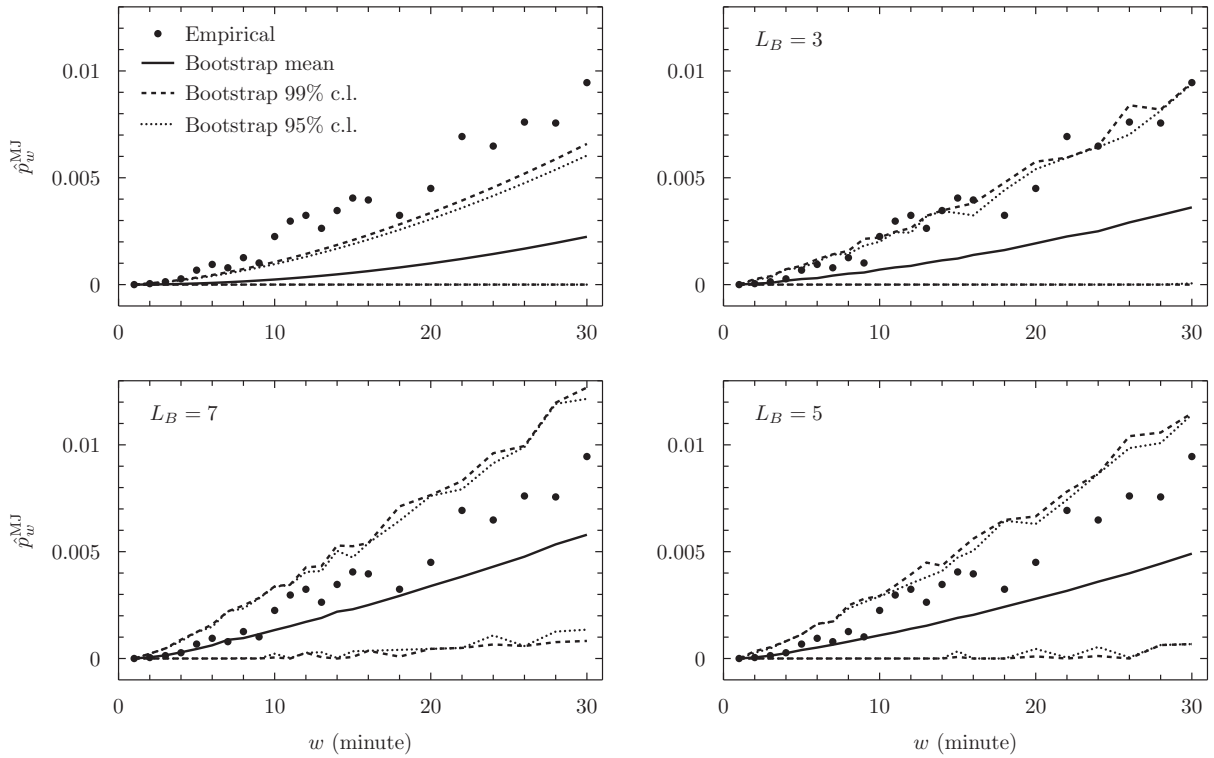 Empirical
Bootstrap mean
Bootstrap 99% c.l.
Bootstrap 95% c.l.
0.01
0.005
0
p̂_w^MJ
0 10 20 30
L_B = 3
0.01
0.005
0
0 10 20 30
L_B = 7
0.01
0.005
0
p̂_w^MJ
0 10 20 30
w (minute)
L_B = 5
0.01
0.005
0
0 10 20 30
w (minute)